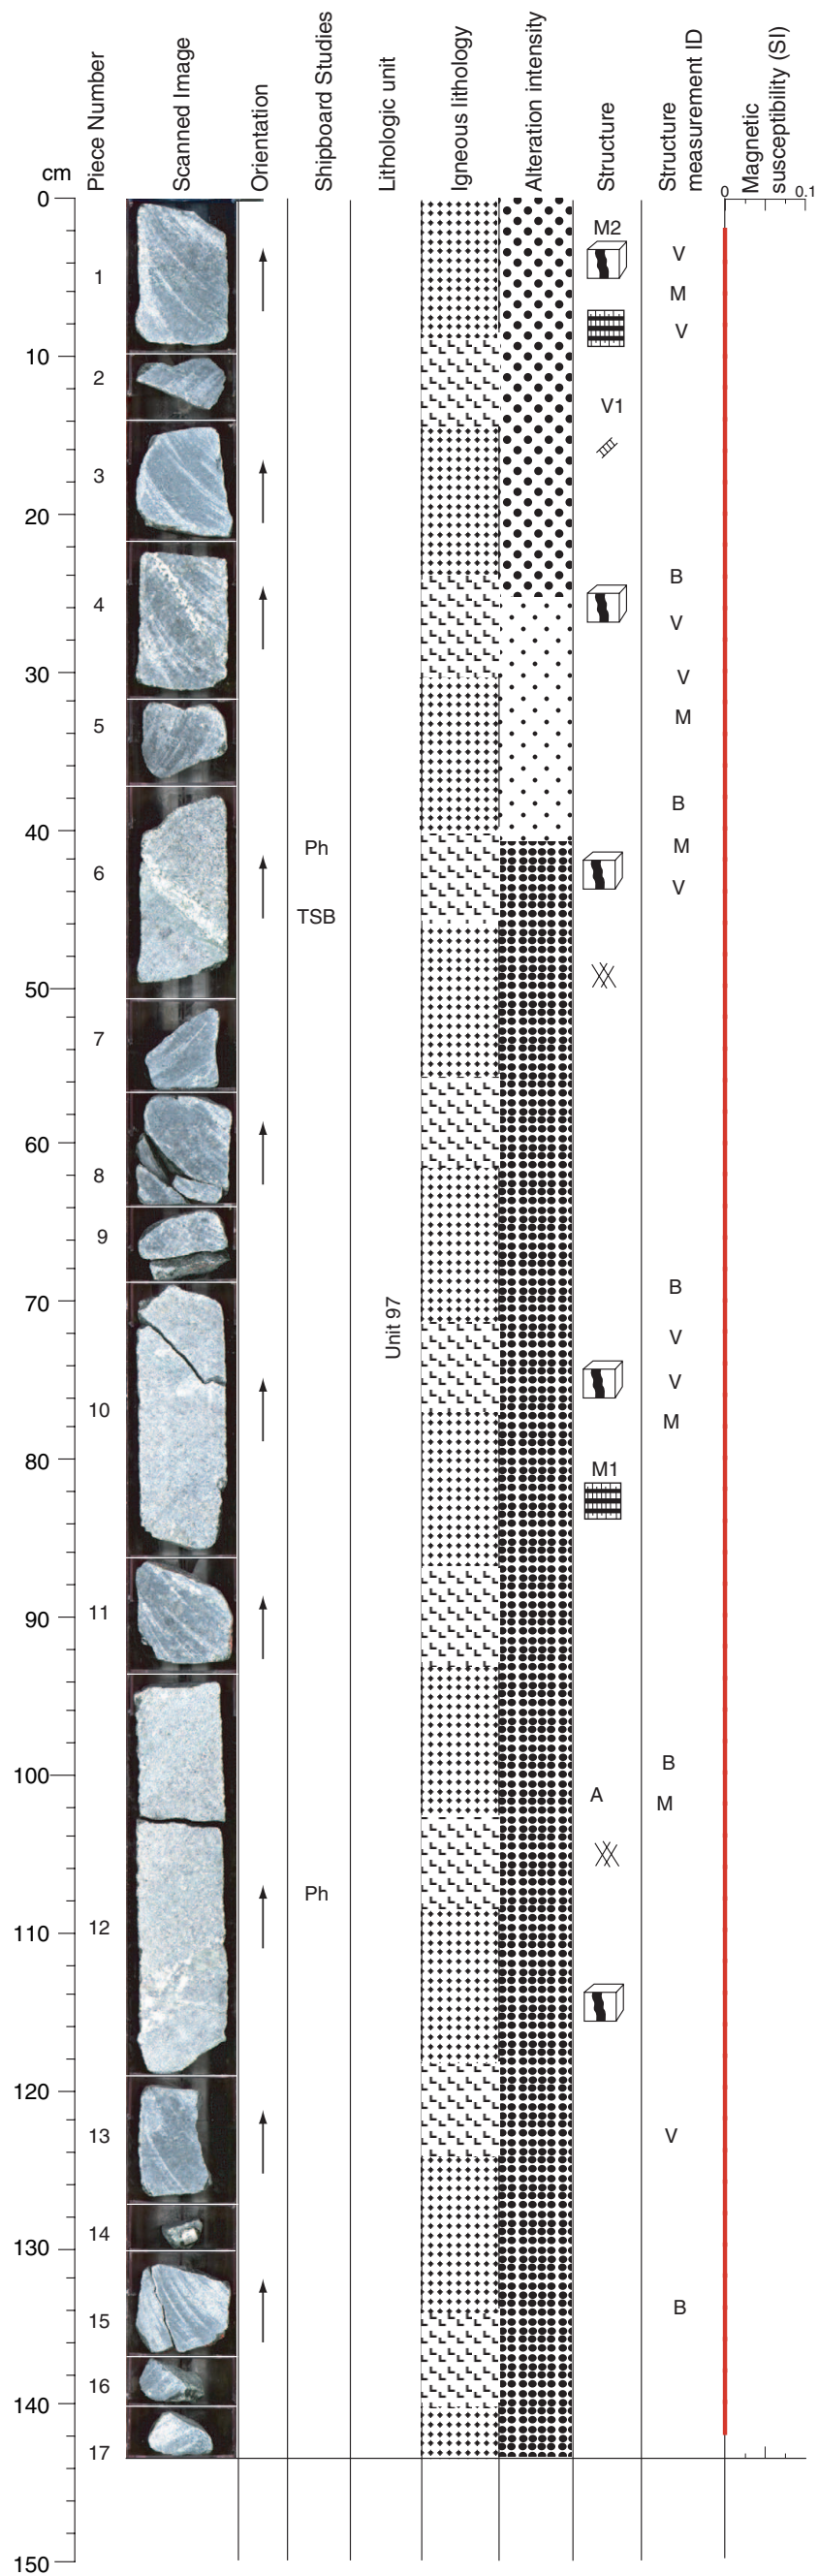 cm
Piece Number
Scanned Image
Orientation
Shipboard Studies
Lithologic unit
Igneous lithology
Alteration intensity
Structure
Structure
measurement ID
Magnetic
susceptibility (SI)
0 0.1
0
M2
V
1
M
V
10
2
V1
3
20
B
4
V
30
V
M
5
B
40
Ph
M
6
V
TSB
50
7
60
8
9
70
B
Unit 97
V
V
10
M
80
M1
90
11
100
B
A
M
Ph
110
12
120
13
V
14
130
B
15
16
140
17
150